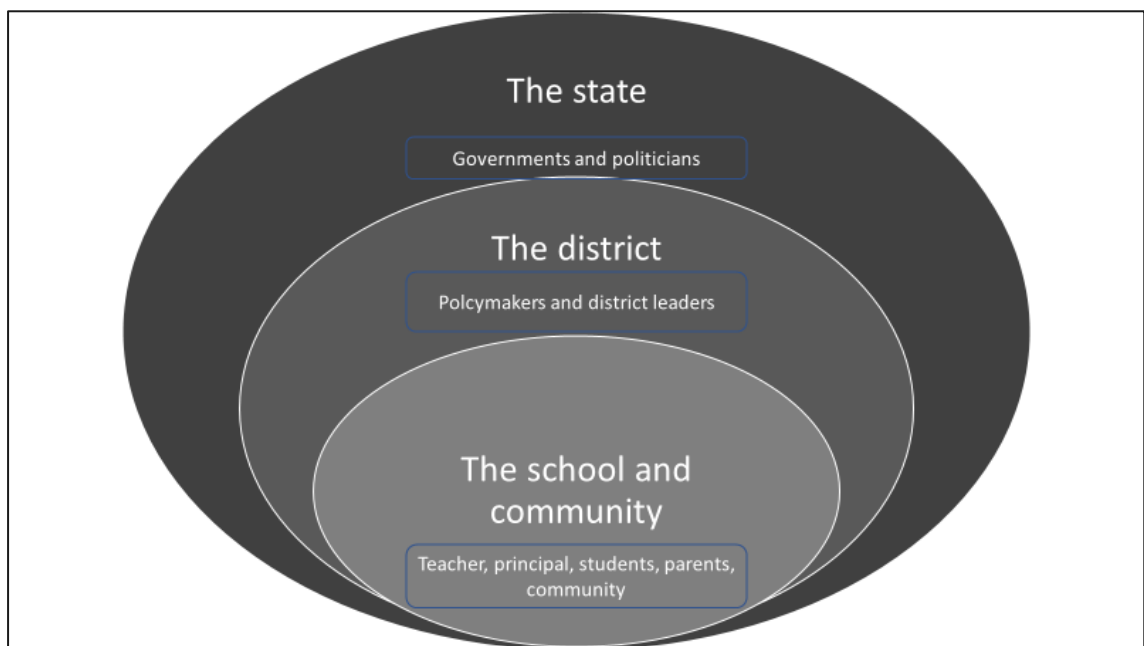 The state
Governments and politicians
The district
Polcymakers and district leaders
The school and
community
Teacher, principal, students, parents,
community